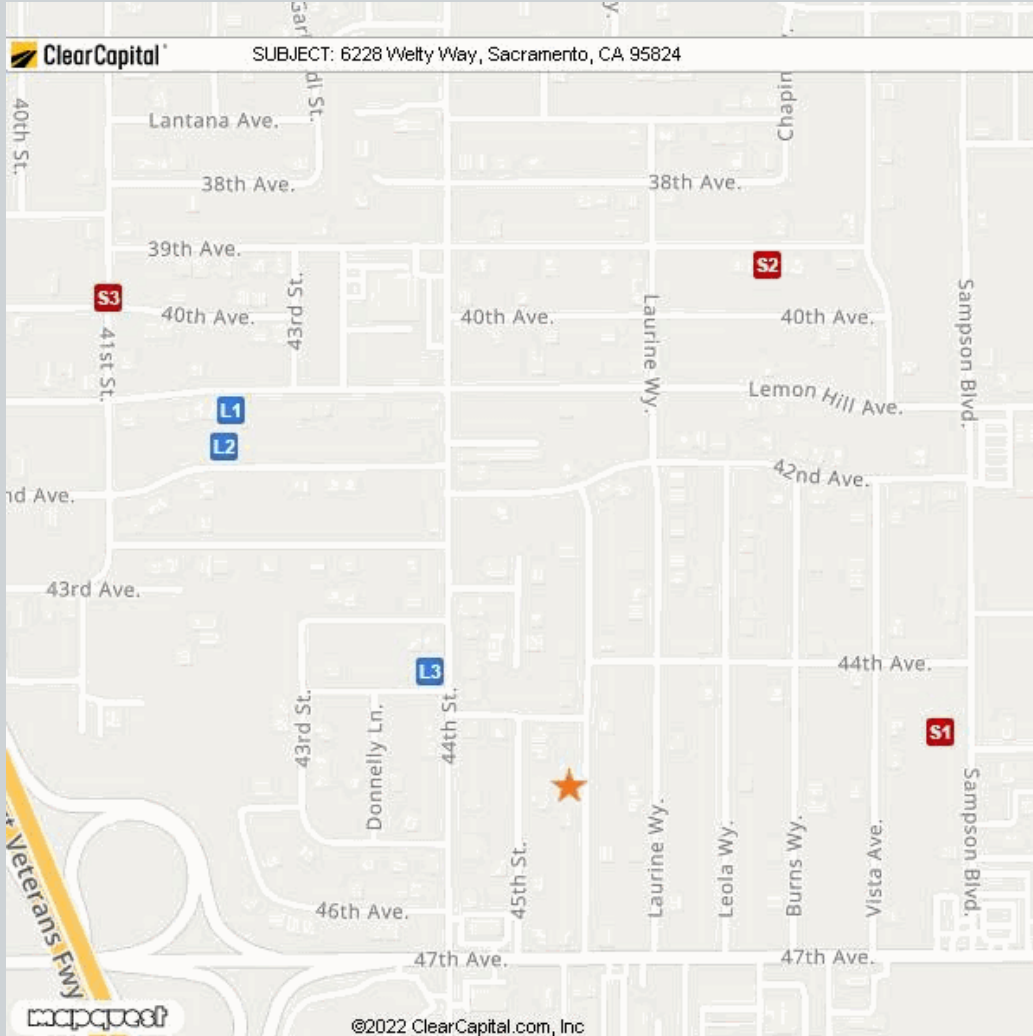 ClearCapital
SUBJECT: 6228 Welty Way, Sacramento, CA 95824
40th St.
Lantana Ave.
Chapin
38th Ave.
38th Ave.
39th Ave.
S2
S3
40th Ave.
43rd St.
40th Ave.
Laurine Wy.
40th Ave.
Sampson Blvd.
41st St.
L1
Lemon Hill Ave.
L2
42nd Ave.
nd Ave.
43rd Ave.
44th Ave.
L3
43rd St.
Donnelly Ln.
44th St.
S1
45th St.
Laurine Wy.
Leola Wy.
Burns Wy.
Vista Ave.
Sampson Blvd.
46th Ave.
47th Ave.
47th Ave.
Veterans Fwy
mapquest
©2022 ClearCapital.com, Inc